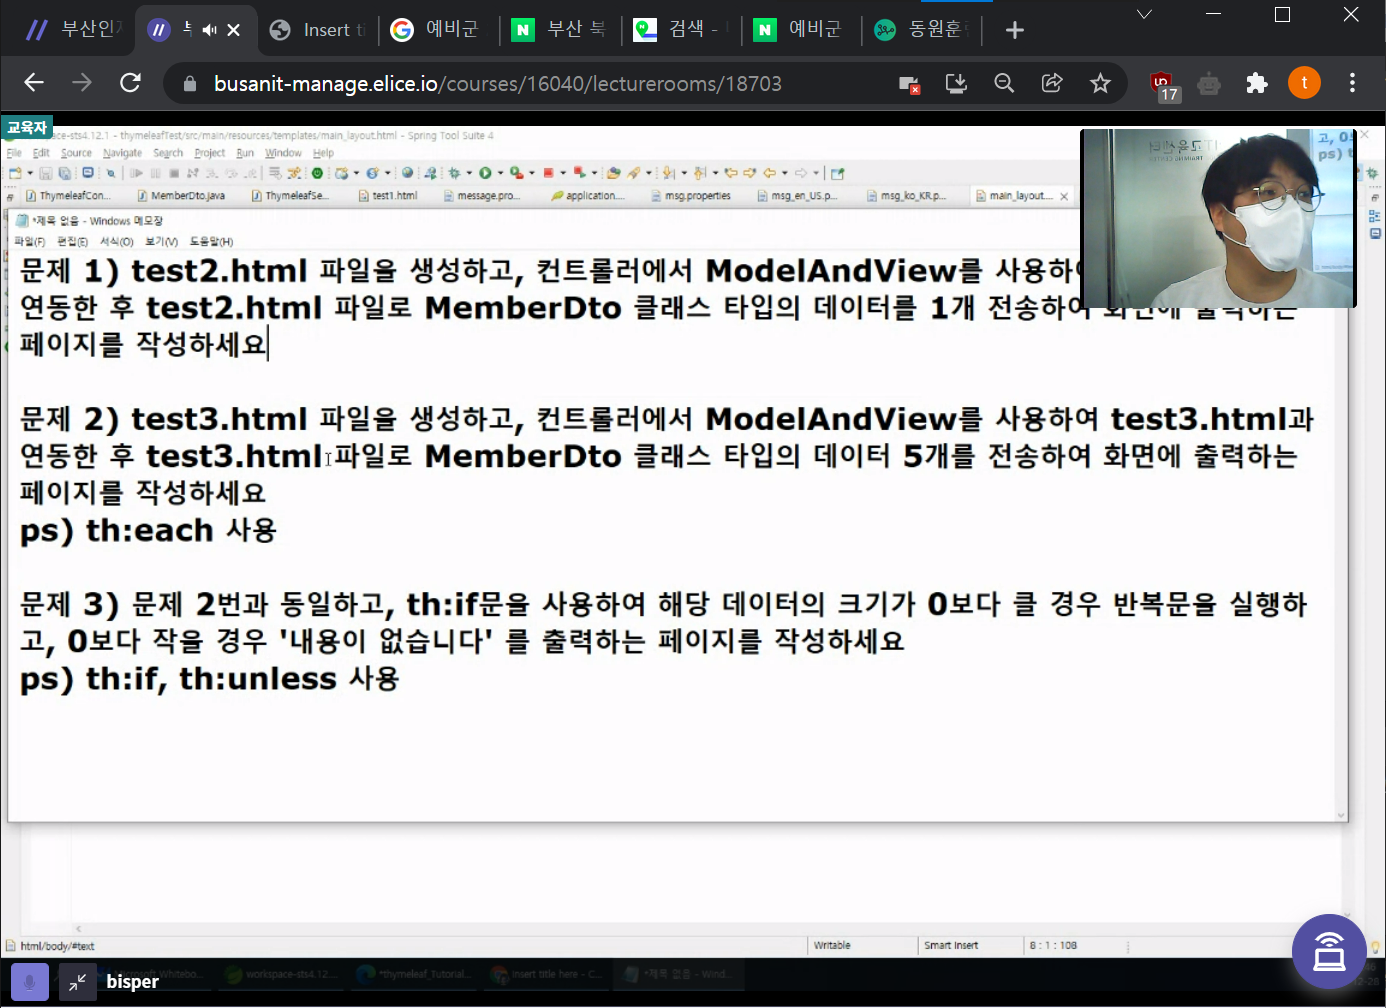 부산인
Insert ti
예비군
부산 북
검색 -
예비군
동원훈
busanit-manage.elice.io/courses/16040/lecturerooms/18703
17
t
교육자
ce-sts4.12.1 - thymeleafTest/src/main/resources/templates/main_layout.html - Spring Tool Suite 4
File Edit Source Navigate Search Project Run Window Help
ThymeleafCon... MemberDto.java ThymeleafSe... test1.html message.pro... application.... msg.properties msg_en_US.p... msg_ko_KR.p... main_layout....
*제목 없음 - Windows 메모장
파일(F) 편집(E) 서식(O) 보기(V) 도움말(H)
문제 1) test2.html 파일을 생성하고, 컨트롤러에서 ModelAndView를 사용하여
연동한 후 test2.html 파일로 MemberDto 클래스 타입의 데이터를 1개 전송하여 화면에 출력하는
페이지를 작성하세요
문제 2) test3.html 파일을 생성하고, 컨트롤러에서 ModelAndView를 사용하여 test3.html과
연동한 후 test3.html 파일로 MemberDto 클래스 타입의 데이터 5개를 전송하여 화면에 출력하는
페이지를 작성하세요
ps) th:each 사용
문제 3) 문제 2번과 동일하고, th:if문을 사용하여 해당 데이터의 크기가 0보다 클 경우 반복문을 실행하
고, 0보다 작을 경우 '내용이 없습니다' 를 출력하는 페이지를 작성하세요
ps) th:if, th:unless 사용
html/body/#text
Writable
Smart Insert
8 : 1 : 108
Microsoft Whitebo... workspace-sts4.12.... *thymeleaf_Tutorial... Insert title here - C... *제목 없음 - Wind...
bisper